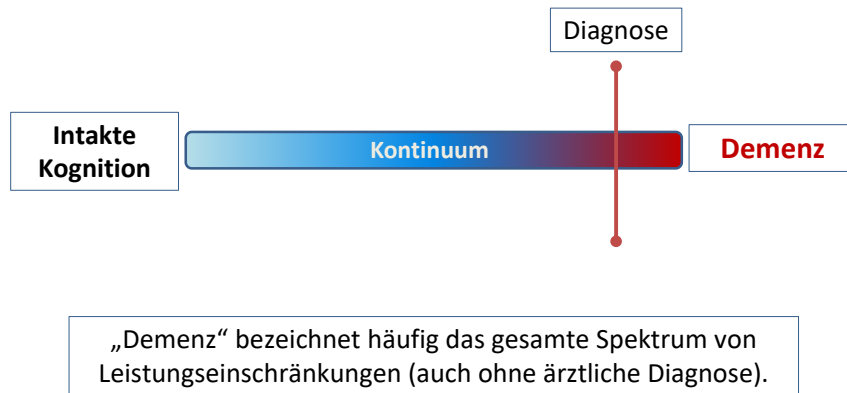 Diagnose
Intakte
Kognition
Kontinuum
Demenz
„Demenz“ bezeichnet häufig das gesamte Spektrum von
Leistungseinschränkungen (auch ohne ärztliche Diagnose).